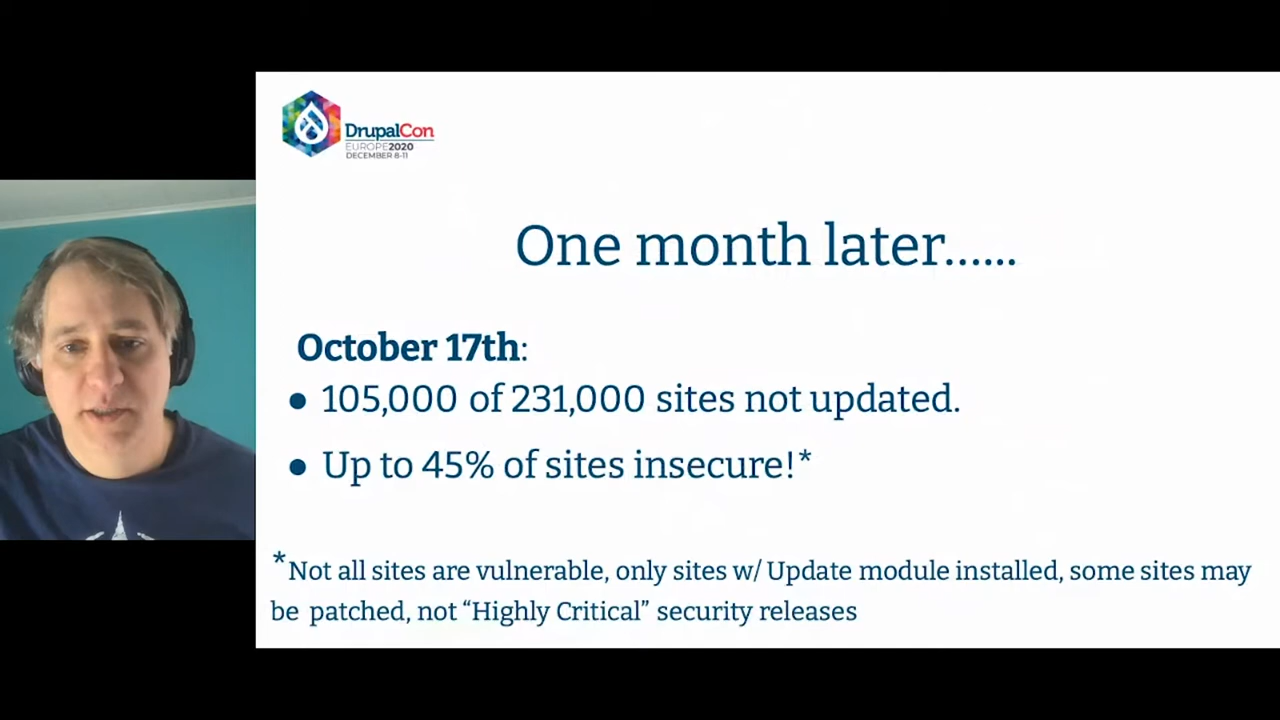 DrupalCon
EUROPE2020
DECEMBER 8-11
One month later......
October 17th:
● 105,000 of 231,000 sites not updated.
● Up to 45% of sites insecure!*
*Not all sites are vulnerable, only sites w/ Update module installed, some sites may
be patched, not “Highly Critical” security releases